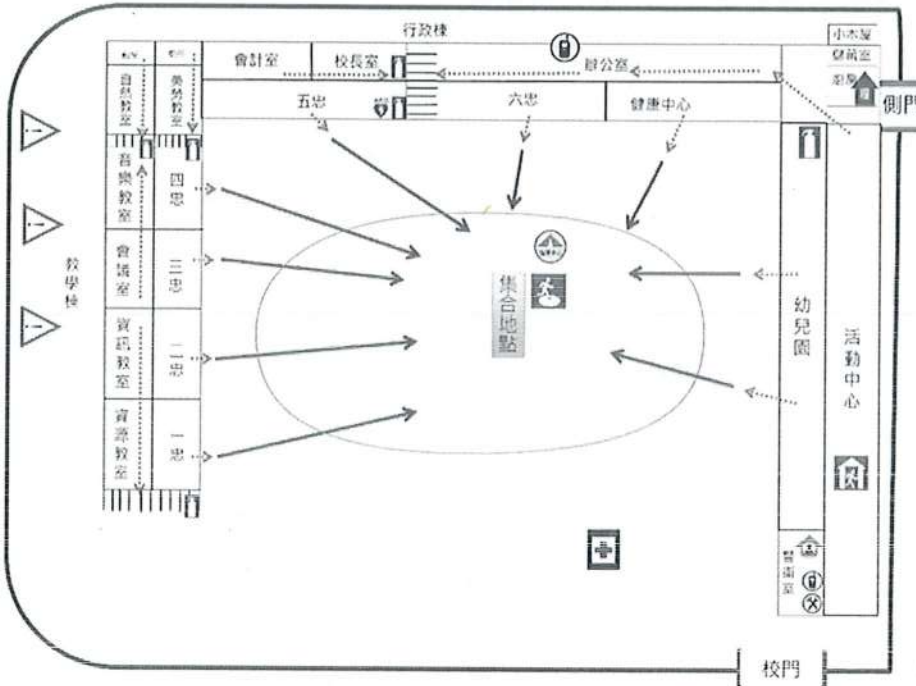 行政棟
小木屋
儲藏室
廚房
側門
會計室
校長室
辦公室
五忠
六忠
健康中心
自然教室
美勞教室
音樂教室
四忠
會議室
三忠
資訊教室
二忠
資源教室
一忠
教學棟
集合地點
幼兒園
活動中心
警衛室
校門